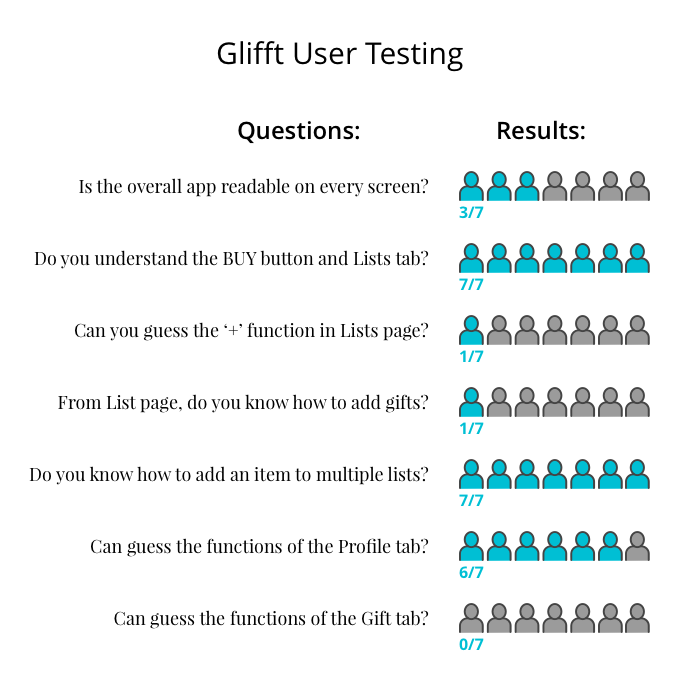 Glifft User Testing
Questions:
Results:
Is the overall app readable on every screen?
3/7
Do you understand the BUY button and Lists tab?
7/7
Can you guess the ‘+’ function in Lists page?
1/7
From List page, do you know how to add gifts?
1/7
Do you know how to add an item to multiple lists?
7/7
Can guess the functions of the Profile tab?
6/7
Can guess the functions of the Gift tab?
0/7